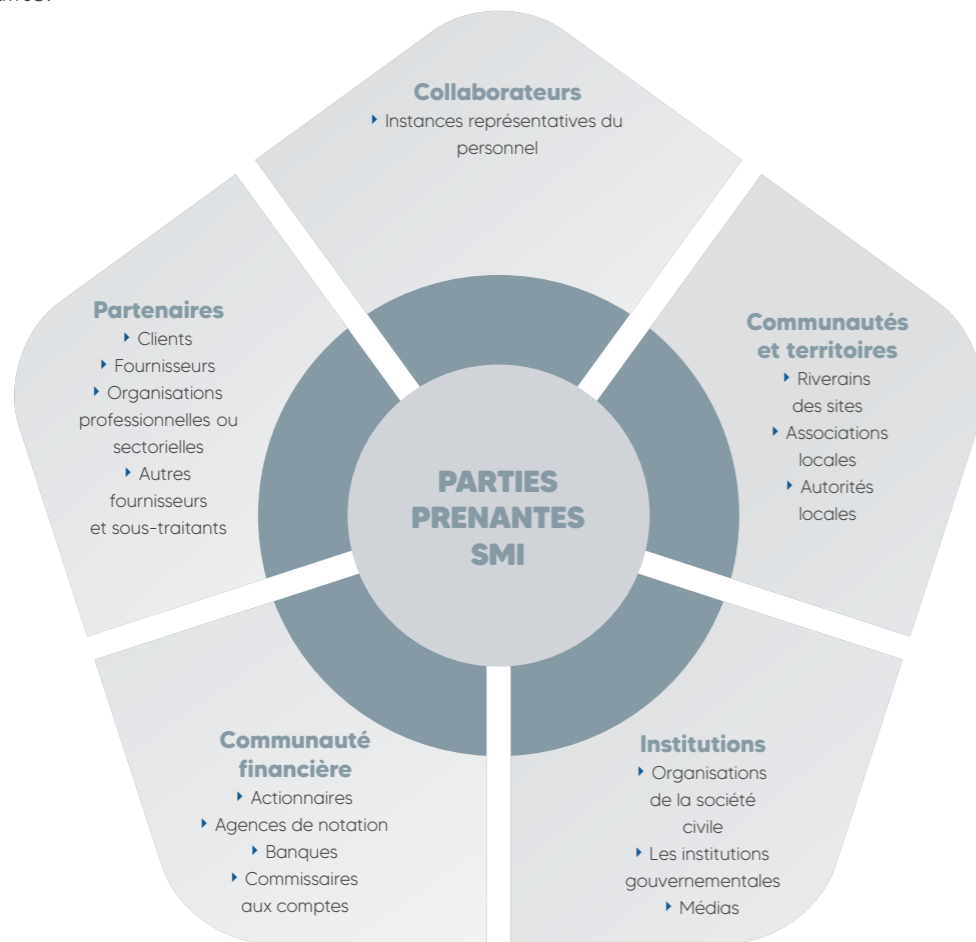 Collaborateurs
Instances représentatives du
personnel
Partenaires
Clients
Fournisseurs
Organisations
professionnelles ou
sectorielles
Autres
fournisseurs
et sous-traitants
Communautés
et territoires
Riverains
des sites
Associations
locales
Autorités
locales
PARTIES
PRENANTES
SMI
Communauté
financière
Actionnaires
Agences de notation
Banques
Commissaires
aux comptes
Institutions
Organisations
de la société
civile
Les institutions
gouvernementales
Médias